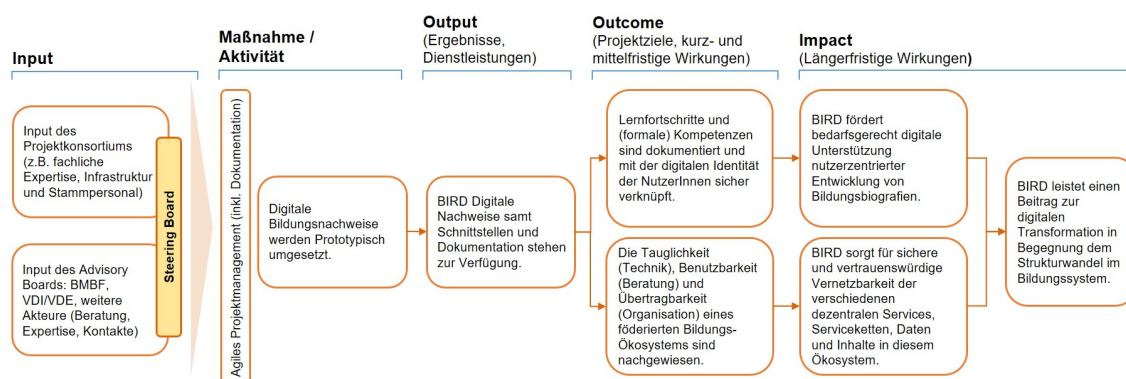 Input
Maßnahme /
Aktivität
Output
(Ergebnisse,
Dienstleistungen)
Outcome
(Projektziele, kurz- und
mittelfristige Wirkungen)
Impact
(Längerfristige Wirkungen)
Input des
Projektkonsortiums
(z.B. fachliche
Expertise, Infrastruktur
und Stammpersonal)
Input des Advisory
Boards: BMBF,
VDI/VDE, weitere
Akteure (Beratung,
Expertise, Kontakte)
Steering Board
Agiles Projektmanagement (inkl. Dokumentation)
Digitale
Bildungsnachweise
werden Prototypisch
umgesetzt.
BIRD Digitale
Nachweise samt
Schnittstellen und
Dokumentation stehen
zur Verfügung.
Lernfortschritte und
(formale) Kompetenzen
sind dokumentiert und
mit der digitalen Identität
der NutzerInnen sicher
verknüpft.
Die Tauglichkeit
(Technik), Benutzbarkeit
(Beratung) und
Übertragbarkeit
(Organisation) eines
föderierten Bildungs-
Ökosystems sind
nachgewiesen.
BIRD fördert
bedarfsgerecht digitale
Unterstützung
nutzerzentrierter
Entwicklung von
Bildungsbiografien.
BIRD sorgt für sichere
und vertrauenswürdige
Vernetzbarkeit der
verschiedenen
dezentralen Services,
Serviceketten, Daten
und Inhalte in diesem
Ökosystem.
BIRD leistet einen
Beitrag zur
digitalen
Transformation in
Begegnung dem
Strukturwandel im
Bildungssystem.